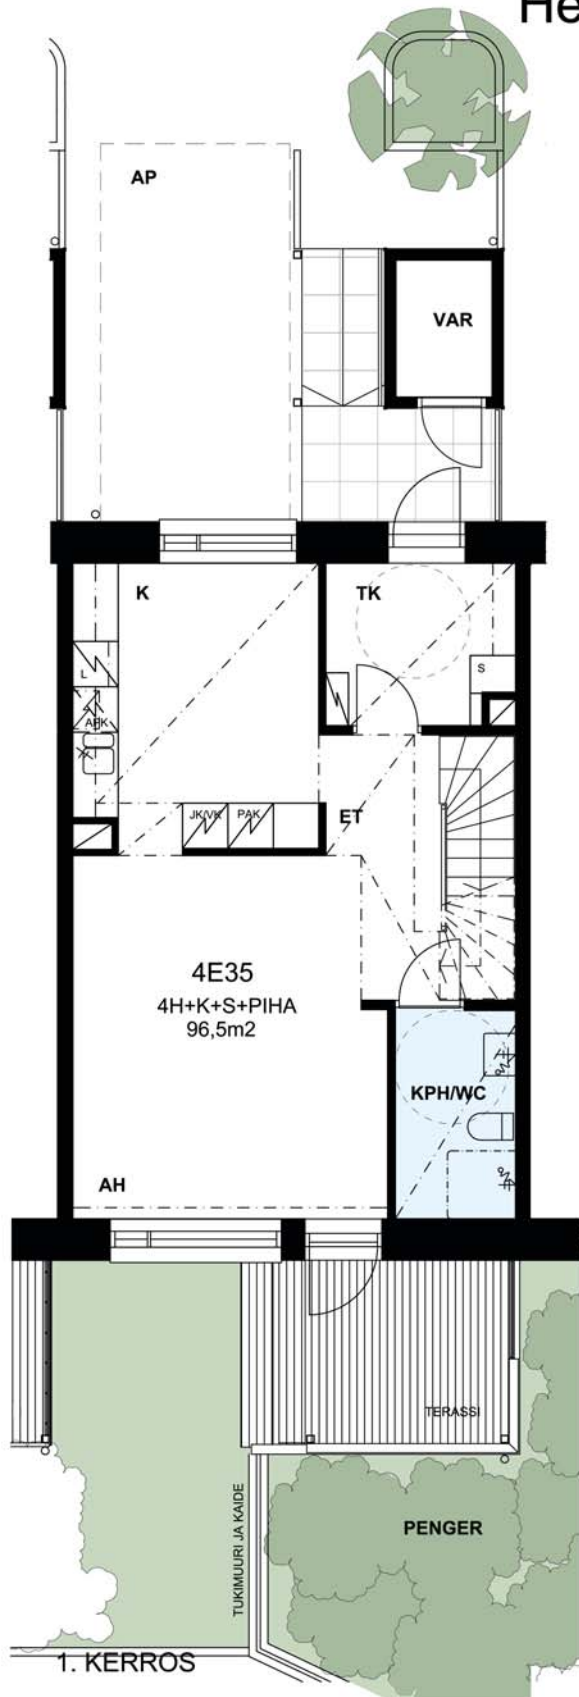 He
AP
VAR
K
TK
L
S
APK
JK/VK
PAK
ET
4E35
4H+K+S+PIHA
96,5m2
KPH/WC
AH
TERASSI
TUKIMUURI JA KAIDE
PENGER
1. KERROS